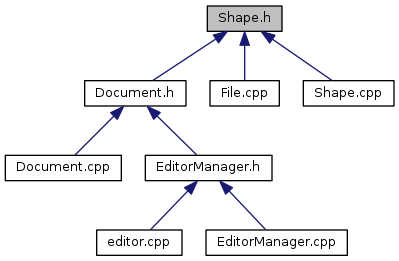 Shape.h
Document.h
File.cpp
Shape.cpp
Document.cpp
EditorManager.h
editor.cpp
EditorManager.cpp